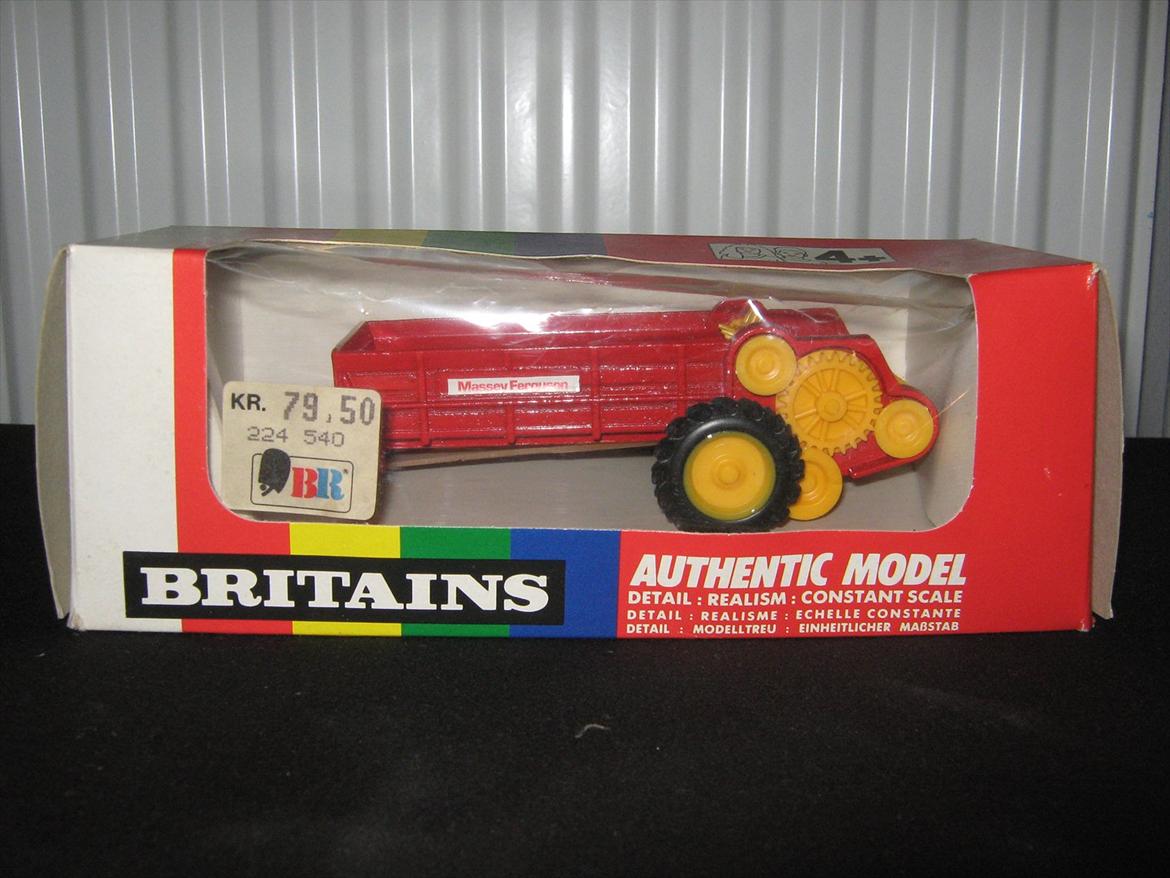 4+
Massey Ferguson
KR. 79,50
224 540
BR®
BRITAINS
AUTHENTIC MODEL
DETAIL : REALISM : CONSTANT SCALE
DETAIL : REALISME : ECHELLE CONSTANTE
DETAIL : MODELLTREU : EINHEITLICHER MAßSTAB